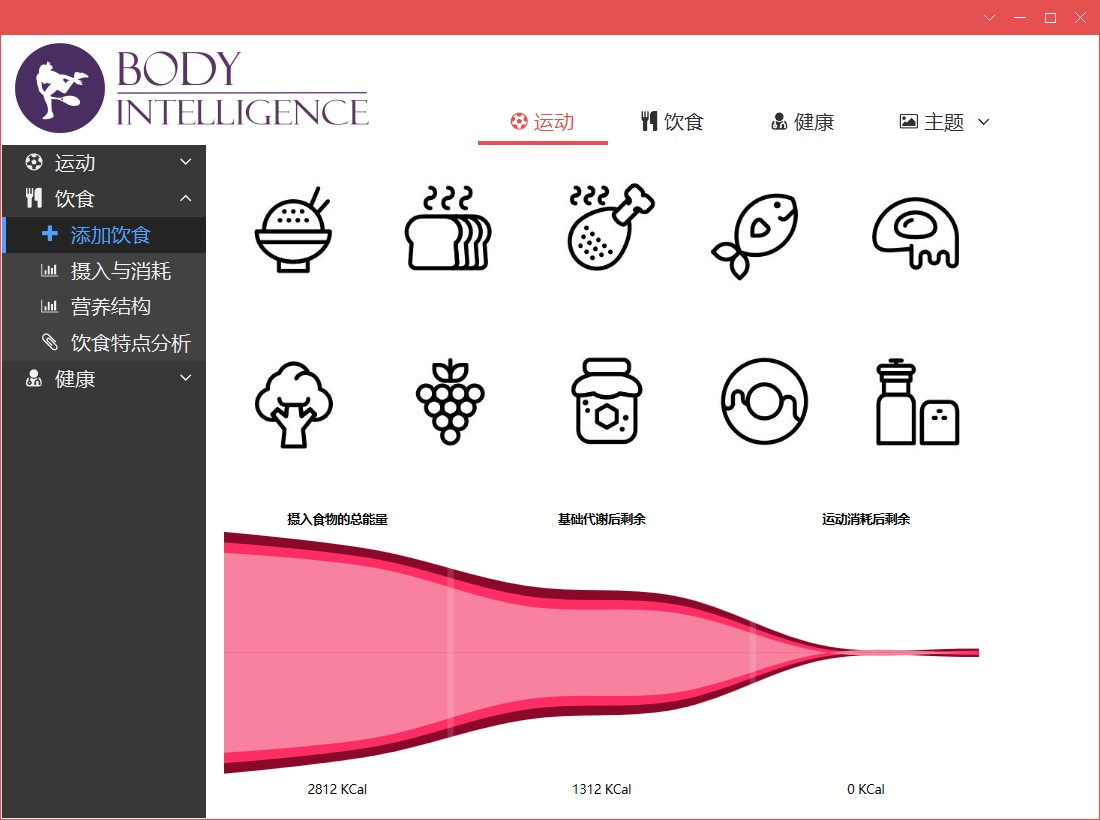 BODY
INTELLIGENCE
运动 饮食 健康 主题
运动
饮食
添加饮食
摄入与消耗
营养结构
饮食特点分析
健康
摄入食物的总能量 基础代谢后剩余 运动消耗后剩余
2812 KCal 1312 KCal 0 KCal